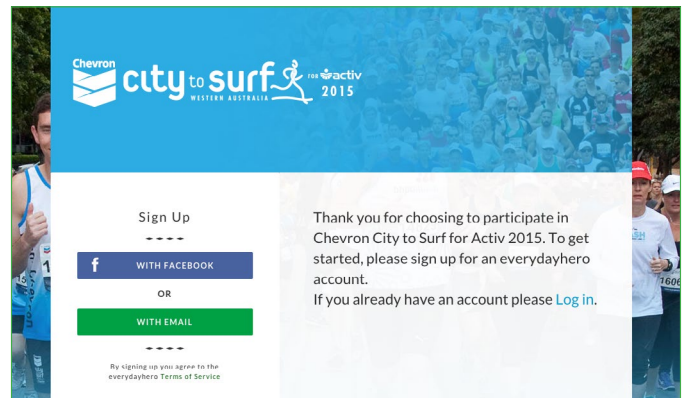 Chevron
city to surf
WESTERN AUSTRALIA
FOR activ
2015
Sign Up
f WITH FACEBOOK
OR
WITH EMAIL
By signing up you agree to the
everydayhero Terms of Service
Thank you for choosing to participate in
Chevron City to Surf for Activ 2015. To get
started, please sign up for an everydayhero
account.
If you already have an account please Log in.